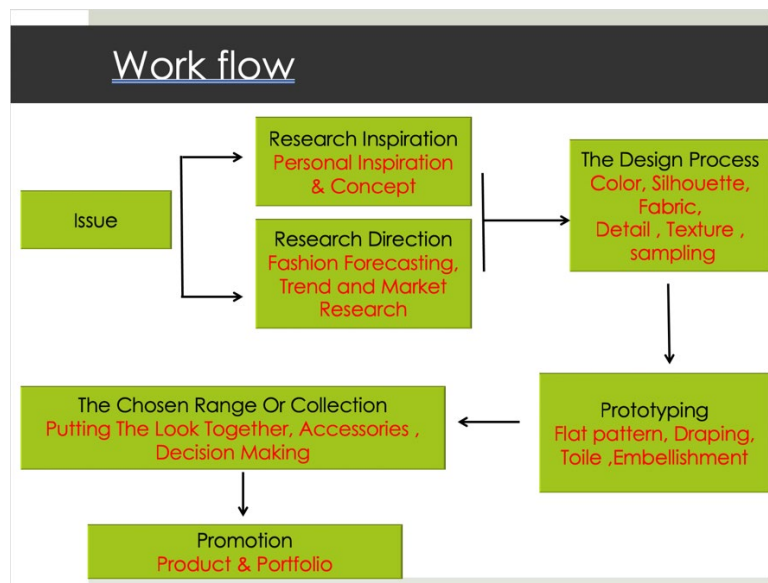 Work flow
Issue
Research Inspiration
Personal Inspiration
& Concept
Research Direction
Fashion Forecasting,
Trend and Market
Research
The Design Process
Color, Silhouette,
Fabric,
Detail , Texture ,
sampling
Prototyping
Flat pattern, Draping,
Toile ,Embellishment
The Chosen Range Or Collection
Putting The Look Together, Accessories ,
Decision Making
Promotion
Product & Portfolio